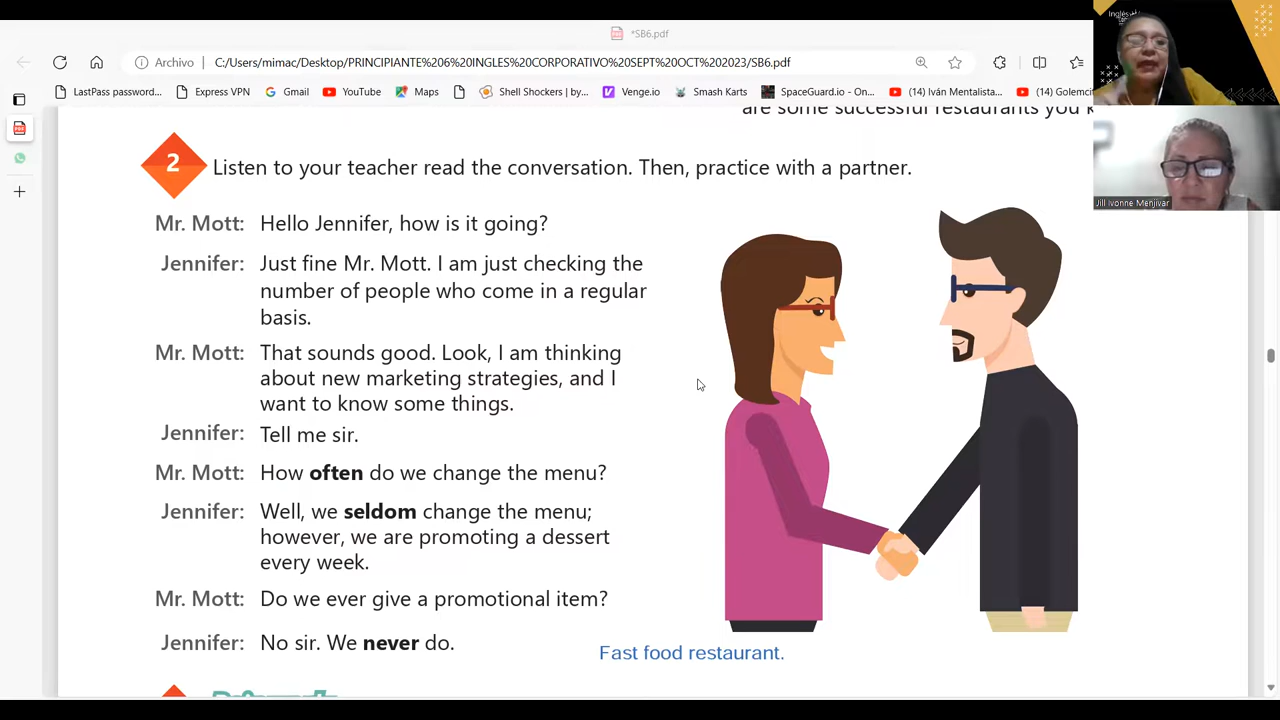 *SB6.pdf
Archivo
C:/Users/mimac/Desktop/PRINCIPIANTE%206%20INGLES%20CORPORATIVO%20SEPT%20OCT%202023/SB6.pdf
LastPass password...
Express VPN
Gmail
YouTube
Maps
Shell Shockers | by...
Venge.io
Smash Karts
SpaceGuard.io - On...
(14) Iván Mentalista...
(14) Golemcit
Jill Ivonne Menjivar
are some successful restaurants you k
2
Listen to your teacher read the conversation. Then, practice with a partner.
Mr. Mott: Hello Jennifer, how is it going?
Jennifer: Just fine Mr. Mott. I am just checking the
number of people who come in a regular
basis.
Mr. Mott: That sounds good. Look, I am thinking
about new marketing strategies, and I
want to know some things.
Jennifer: Tell me sir.
Mr. Mott: How often do we change the menu?
Jennifer: Well, we seldom change the menu;
however, we are promoting a dessert
every week.
Mr. Mott: Do we ever give a promotional item?
Jennifer: No sir. We never do.
Fast food restaurant.